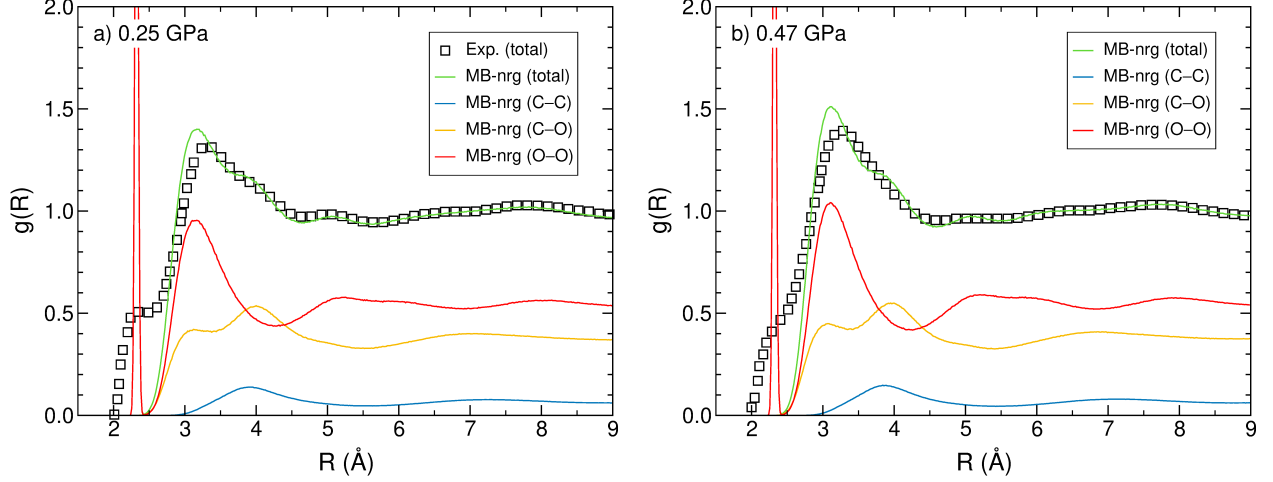 a) 0.25 GPa
Exp. (total)
MB-nrg (total)
MB-nrg (C–C)
MB-nrg (C–O)
MB-nrg (O–O)
g(R)
2.0
1.5
1.0
0.5
0.0
2 3 4 5 6 7 8 9
R (Å)
b) 0.47 GPa
MB-nrg (total)
MB-nrg (C–C)
MB-nrg (C–O)
MB-nrg (O–O)
g(R)
2.0
1.5
1.0
0.5
0.0
2 3 4 5 6 7 8 9
R (Å)